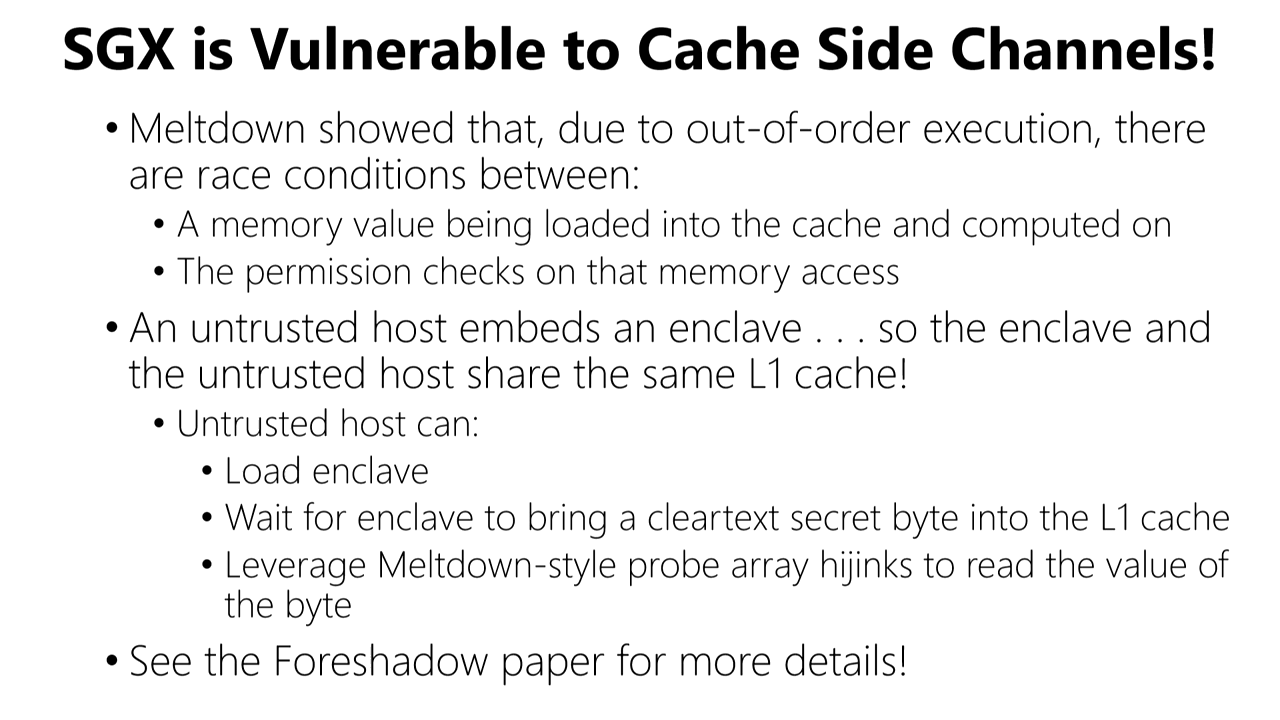 SGX is Vulnerable to Cache Side Channels!
• Meltdown showed that, due to out-of-order execution, there
are race conditions between:
• A memory value being loaded into the cache and computed on
• The permission checks on that memory access
• An untrusted host embeds an enclave . . . so the enclave and
the untrusted host share the same L1 cache!
• Untrusted host can:
• Load enclave
• Wait for enclave to bring a cleartext secret byte into the L1 cache
• Leverage Meltdown-style probe array hijinks to read the value of
the byte
• See the Foreshadow paper for more details!